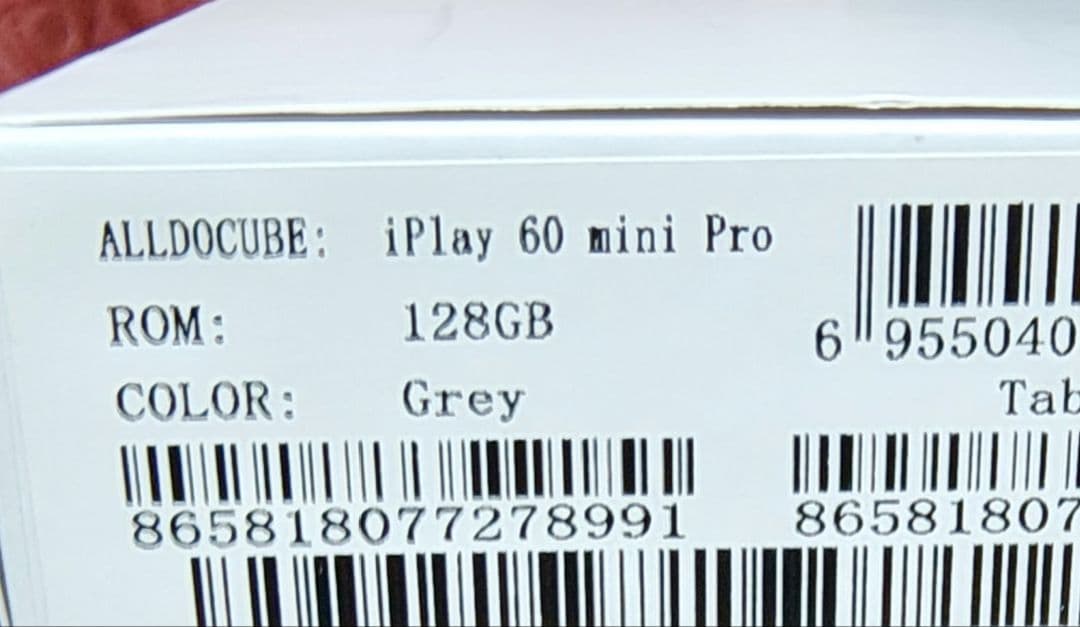 ALLDOCUBE: iPlay 60 mini Pro
ROM: 128GB
COLOR: Grey
6 955040
Tab
865818077278991
86581807